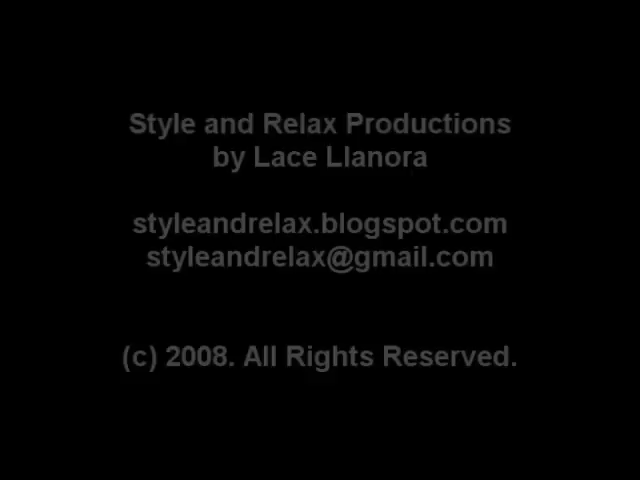 Style and Relax Productions
by Lace Llanora
styleandrelax.blogspot.com
styleandrelax@gmail.com
(c) 2008. All Rights Reserved.